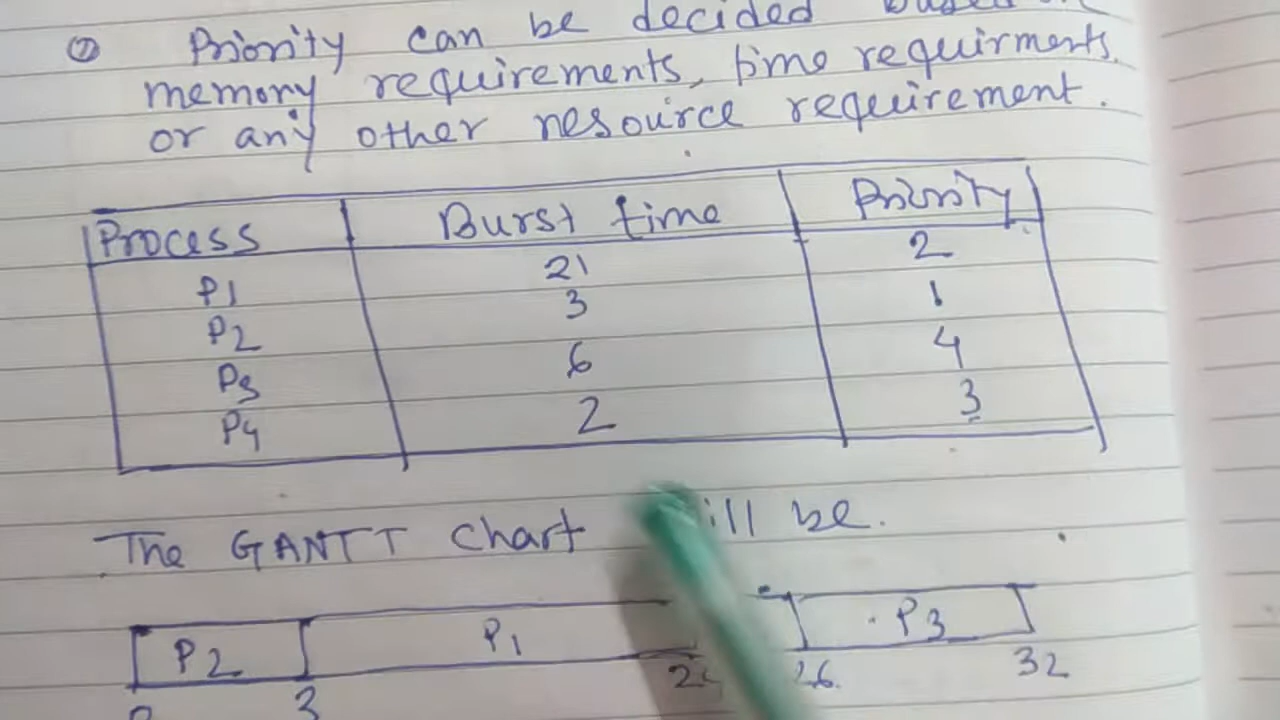 ② Priority can be decided
memory requirements, time requirments.
or any other resource requirement.
Process Burst time Priority
P1 21 2
P2 3 1
P3 6 4
P4 2 3
The GANTT chart be.
P2 P1 P3
3 26 32